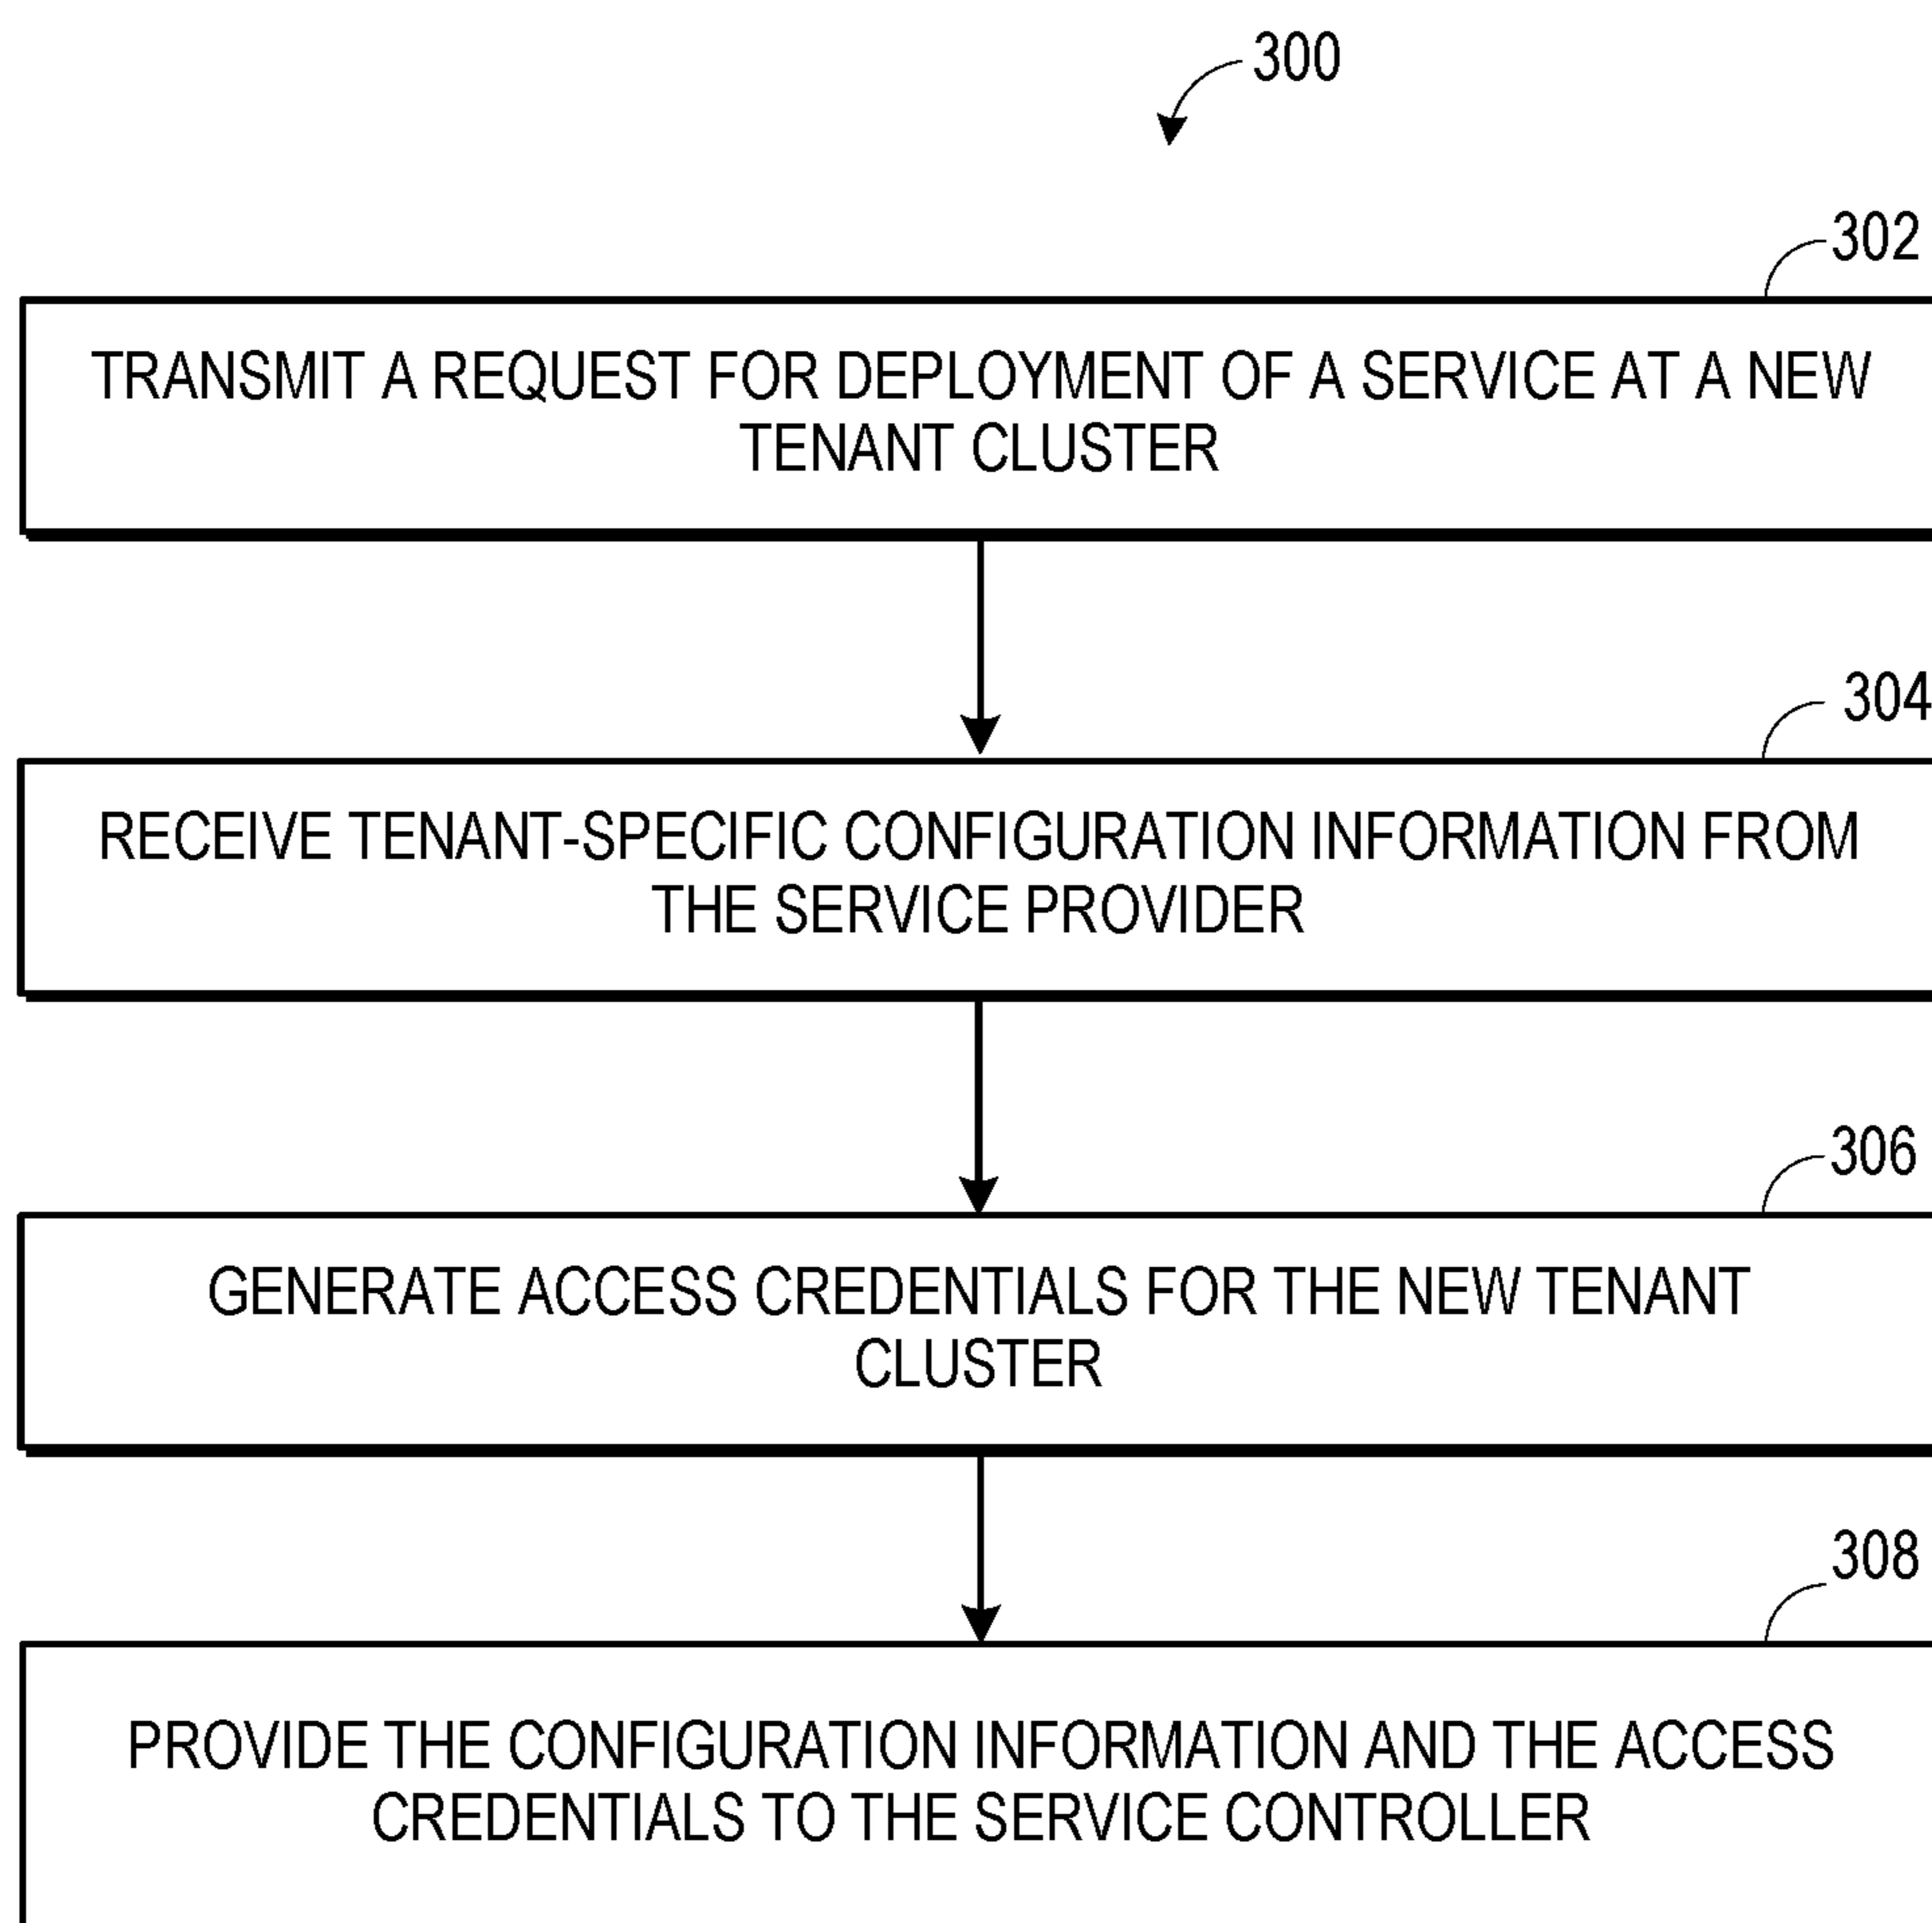 300
302
TRANSMIT A REQUEST FOR DEPLOYMENT OF A SERVICE AT A NEW
TENANT CLUSTER
304
RECEIVE TENANT-SPECIFIC CONFIGURATION INFORMATION FROM
THE SERVICE PROVIDER
306
GENERATE ACCESS CREDENTIALS FOR THE NEW TENANT
CLUSTER
308
PROVIDE THE CONFIGURATION INFORMATION AND THE ACCESS
CREDENTIALS TO THE SERVICE CONTROLLER